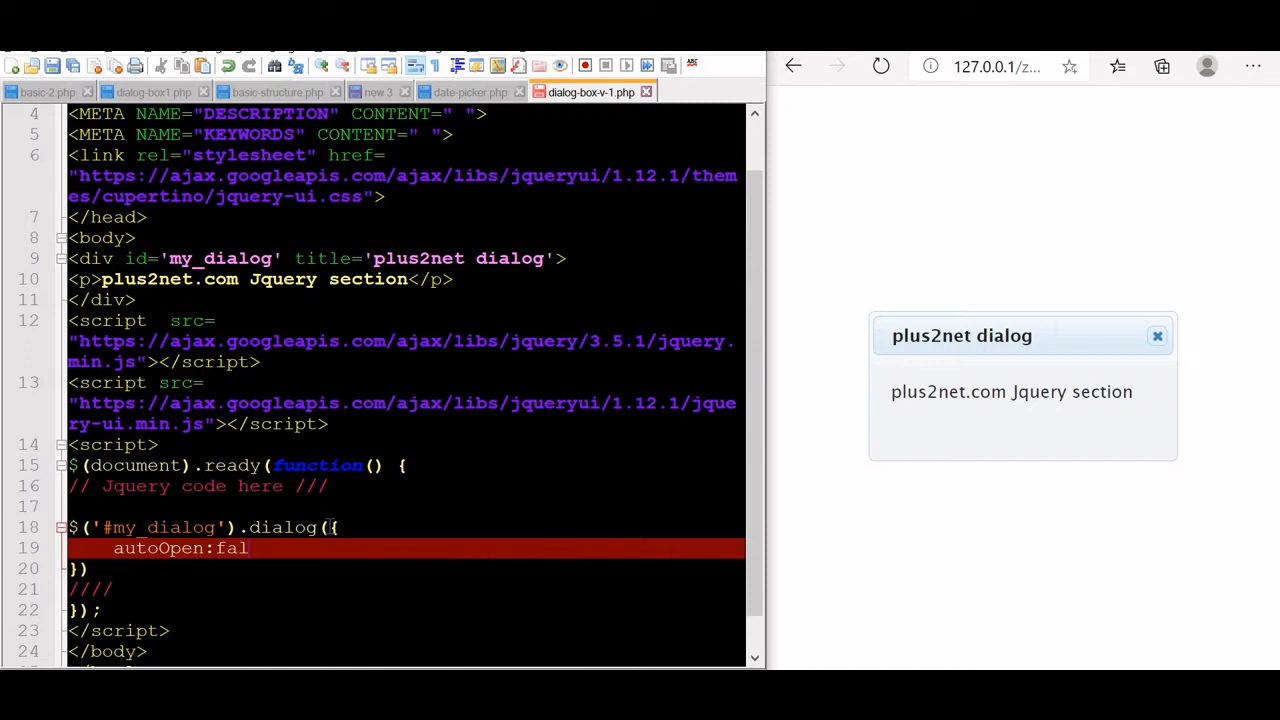 basic-2.php dialog-box1.php basic-structure.php new 3 date-picker.php dialog-box-v-1.php
127.0.0.1/z...
4 <META NAME="DESCRIPTION" CONTENT=" ">
5 <META NAME="KEYWORDS" CONTENT=" ">
6 <link rel="stylesheet" href=
"https://ajax.googleapis.com/ajax/libs/jqueryui/1.12.1/them
es/cupertino/jquery-ui.css">
7 </head>
8 <body>
9 <div id='my_dialog' title='plus2net dialog'>
10 <p>plus2net.com Jquery section</p>
11 </div>
12 <script src=
"https://ajax.googleapis.com/ajax/libs/jquery/3.5.1/jquery.
min.js"></script>
13 <script src=
"https://ajax.googleapis.com/ajax/libs/jqueryui/1.12.1/jque
ry-ui.min.js"></script>
14 <script>
15 $(document).ready(function() {
16 // Jquery code here ///
17
18 $('#my_dialog').dialog({
19 autoOpen:fal
20 })
21 ////
22 });
23 </script>
24 </body>
plus2net dialog
plus2net.com Jquery section